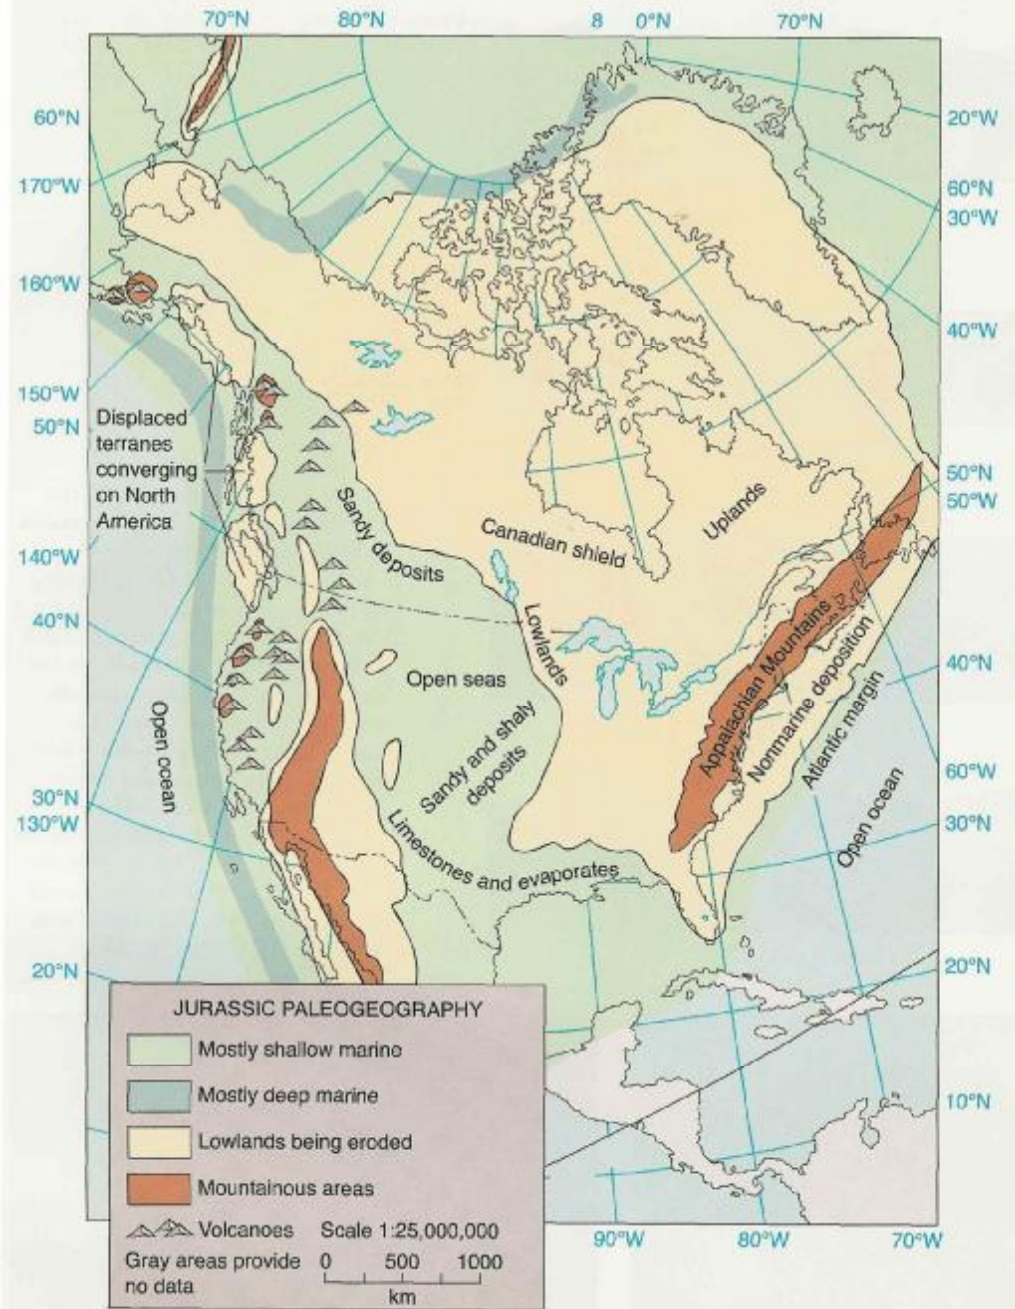 70°N 80°N 8 0°N 70°N
60°N
20°W
170°W
60°N
30°W
160°W
40°W
150°W
50°N
Displaced
terranes
converging
on North
America
50°N
50°W
Sandy deposits
Canadian shield
Uplands
140°W
40°N
Lowlands
Appalachian Mountains
Nonmarine deposition
Atlantic margin
40°N
Open seas
Open ocean
Sandy and shaly
deposits
60°W
Open ocean
30°N
130°W
30°N
Limestones and evaporates
20°N
20°N
10°N
JURASSIC PALEOGEOGRAPHY
Mostly shallow marine
Mostly deep marine
Lowlands being eroded
Mountainous areas
Volcanoes Scale 1:25,000,000
Gray areas provide
no data
0 500 1000
km
90°W 80°W 70°W